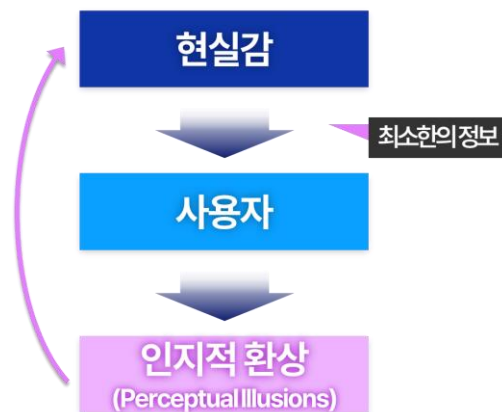 현실감
최소한의 정보
사용자
인지적 환상
(Perceptual Illusions)